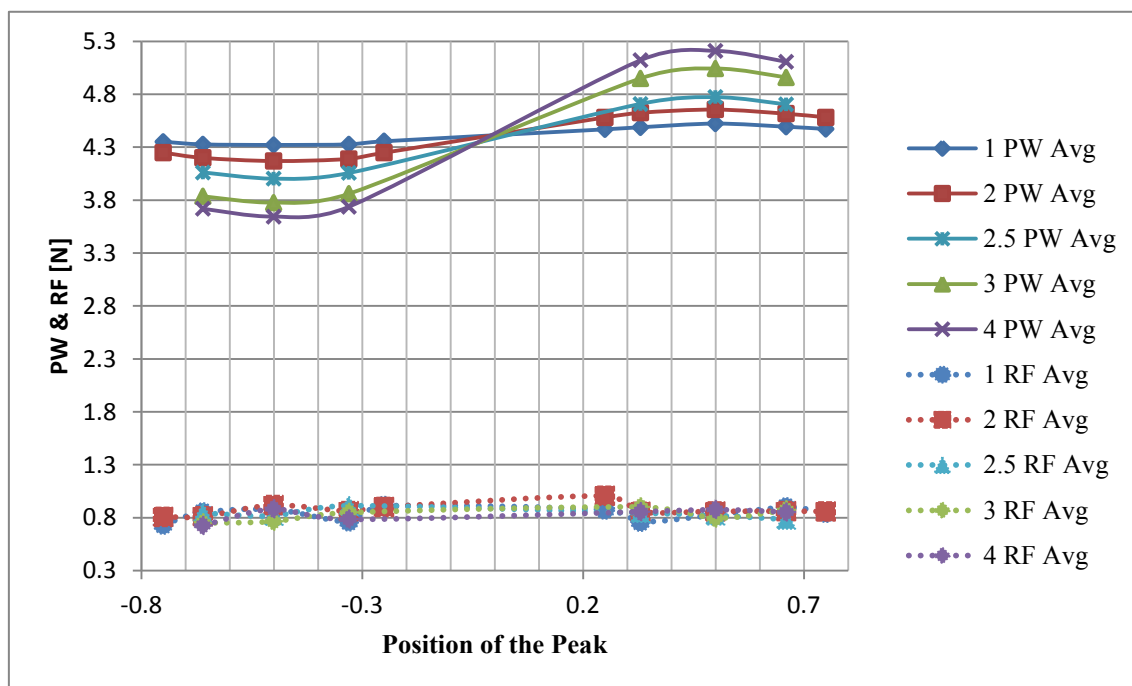 5.3
4.8
4.3
3.8
3.3
2.8
2.3
1.8
1.3
0.8
0.3
PW & RF [N]
-0.8 -0.3 0.2 0.7
Position of the Peak
1 PW Avg
2 PW Avg
2.5 PW Avg
3 PW Avg
4 PW Avg
1 RF Avg
2 RF Avg
2.5 RF Avg
3 RF Avg
4 RF Avg